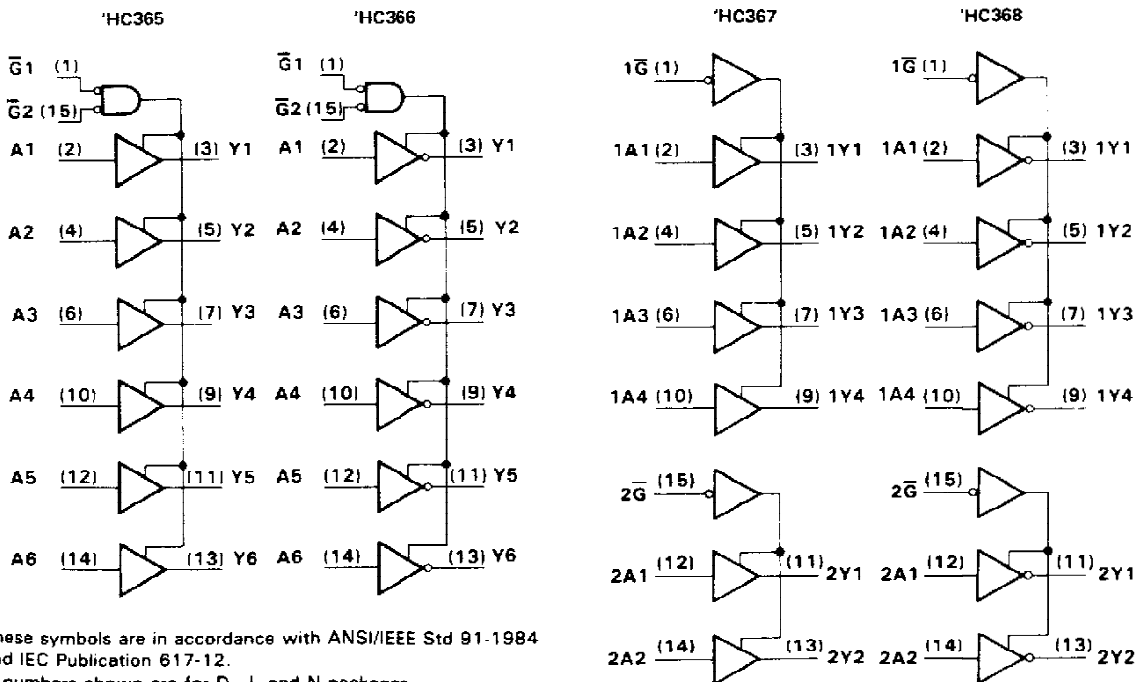 'HC365
G̅1 (1)
G̅2 (15)
A1 (2) (3) Y1
A2 (4) (5) Y2
A3 (6) (7) Y3
A4 (10) (9) Y4
A5 (12) (11) Y5
A6 (14) (13) Y6
'HC366
G̅1 (1)
G̅2 (15)
A1 (2) (3) Y1
A2 (4) (5) Y2
A3 (6) (7) Y3
A4 (10) (9) Y4
A5 (12) (11) Y5
A6 (14) (13) Y6
hese symbols are in accordance with ANSI/IEEE Std 91-1984
d IEC Publication 617-12.
numbers shown are for D, J, and N packages
'HC367
1G̅ (1)
1A1 (2) (3) 1Y1
1A2 (4) (5) 1Y2
1A3 (6) (7) 1Y3
1A4 (10) (9) 1Y4
2G̅ (15)
2A1 (12) (11) 2Y1
2A2 (14) (13) 2Y2
'HC368
1G̅ (1)
1A1 (2) (3) 1Y1
1A2 (4) (5) 1Y2
1A3 (6) (7) 1Y3
1A4 (10) (9) 1Y4
2G̅ (15)
2A1 (12) (11) 2Y1
2A2 (14) (13) 2Y2